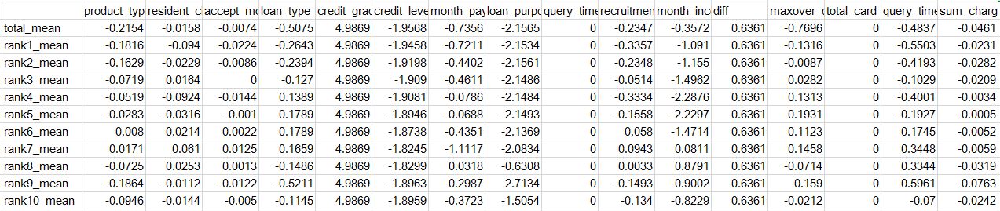 product_typ resident_c accept_mo loan_type credit_grad credit_leve month_pay loan_purpo query_time recruitmen month_inc diff maxover_ total_card_ query_time sum_charg
total_mean -0.2154 -0.0158 -0.0074 -0.5075 4.9869 -1.9568 -0.7356 -2.1565 0 -0.2347 -0.3572 0.6361 -0.7696 0 -0.4837 -0.0461
rank1_mean -0.1816 -0.094 -0.0224 -0.2643 4.9869 -1.9458 -0.7211 -2.1534 0 -0.3357 -1.091 0.6361 -0.1316 0 -0.5503 -0.0231
rank2_mean -0.1629 -0.0229 -0.0086 -0.2394 4.9869 -1.9198 -0.4402 -2.1561 0 -0.2348 -1.155 0.6361 -0.0087 0 -0.4193 -0.0282
rank3_mean -0.0719 0.0164 0 -0.127 4.9869 -1.909 -0.4611 -2.1486 0 -0.0514 -1.4962 0.6361 0.0282 0 -0.1029 -0.0209
rank4_mean -0.0519 -0.0924 -0.0144 0.1389 4.9869 -1.9081 -0.0786 -2.1484 0 -0.3334 -2.2876 0.6361 0.1313 0 -0.4001 -0.0034
rank5_mean -0.0283 -0.0316 -0.001 0.1789 4.9869 -1.8946 -0.0688 -2.1493 0 -0.1558 -2.2297 0.6361 0.1931 0 -0.1927 -0.0005
rank6_mean 0.008 0.0214 0.0022 0.1789 4.9869 -1.8738 -0.4351 -2.1369 0 0.058 -1.4714 0.6361 0.1123 0 0.1745 -0.0052
rank7_mean 0.0171 0.061 0.0125 0.1659 4.9869 -1.8245 -1.1117 -2.0834 0 0.0943 0.0811 0.6361 0.1458 0 0.3448 -0.0059
rank8_mean -0.0725 0.0253 0.0013 -0.1486 4.9869 -1.8299 0.0318 -0.6308 0 0.0033 0.8791 0.6361 -0.0714 0 0.3344 -0.0319
rank9_mean -0.1864 -0.0112 -0.0122 -0.5211 4.9869 -1.8963 0.2987 2.7134 0 -0.1493 0.9002 0.6361 0.159 0 0.5961 -0.0763
rank10_mean -0.0946 -0.0144 -0.005 -0.1145 4.9869 -1.8959 -0.3723 -1.5054 0 -0.134 -0.8229 0.6361 -0.0212 0 -0.07 -0.0242